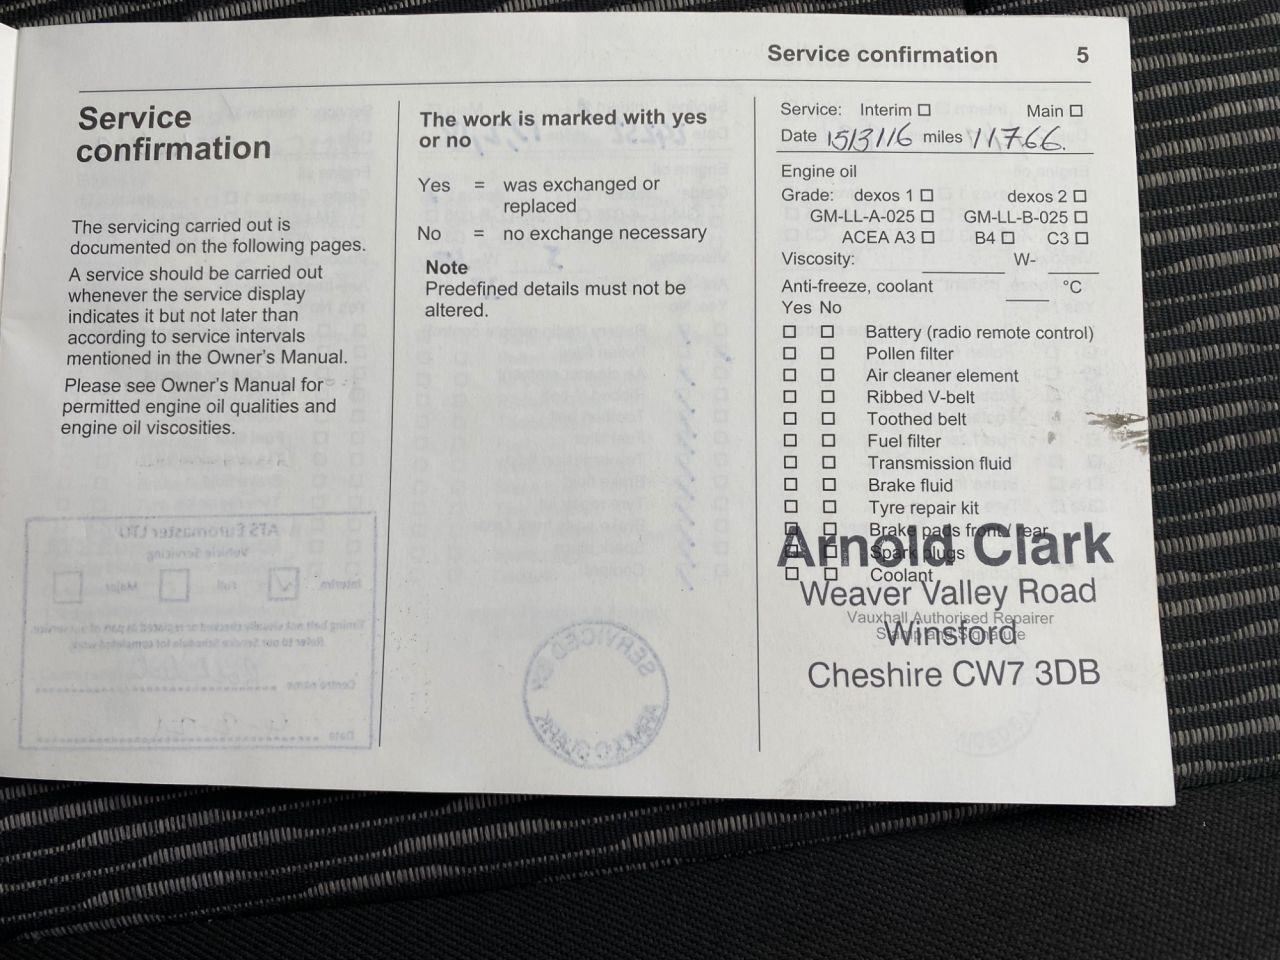 Service confirmation 5
Service
confirmation
The servicing carried out is
documented on the following pages.
A service should be carried out
whenever the service display
indicates it but not later than
according to service intervals
mentioned in the Owner's Manual.
Please see Owner's Manual for
permitted engine oil qualities and
engine oil viscosities.
The work is marked with yes
or no
Yes = was exchanged or
replaced
No = no exchange necessary
Note
Predefined details must not be
altered.
Service: Interim ☐ Main ☐
Date 15/3/16 miles 11766.
Engine oil
Grade: dexos 1 ☐ dexos 2 ☐
GM-LL-A-025 ☐ GM-LL-B-025 ☐
ACEA A3 ☐ B4 ☐ C3 ☐
Viscosity: ____ W- ____
Anti-freeze, coolant ____ °C
Yes No
☐ ☐ Battery (radio remote control)
☐ ☐ Pollen filter
☐ ☐ Air cleaner element
☐ ☐ Ribbed V-belt
☐ ☐ Toothed belt
☐ ☐ Fuel filter
☐ ☐ Transmission fluid
☐ ☐ Brake fluid
☐ ☐ Tyre repair kit
☐ ☐ Brake pads front / rear
☐ ☐ Spark plugs
☐ ☐ Coolant
Arnold Clark
Weaver Valley Road
Vauxhall Authorised Repairer
Stamp and Signature
Winsford
Cheshire CW7 3DB